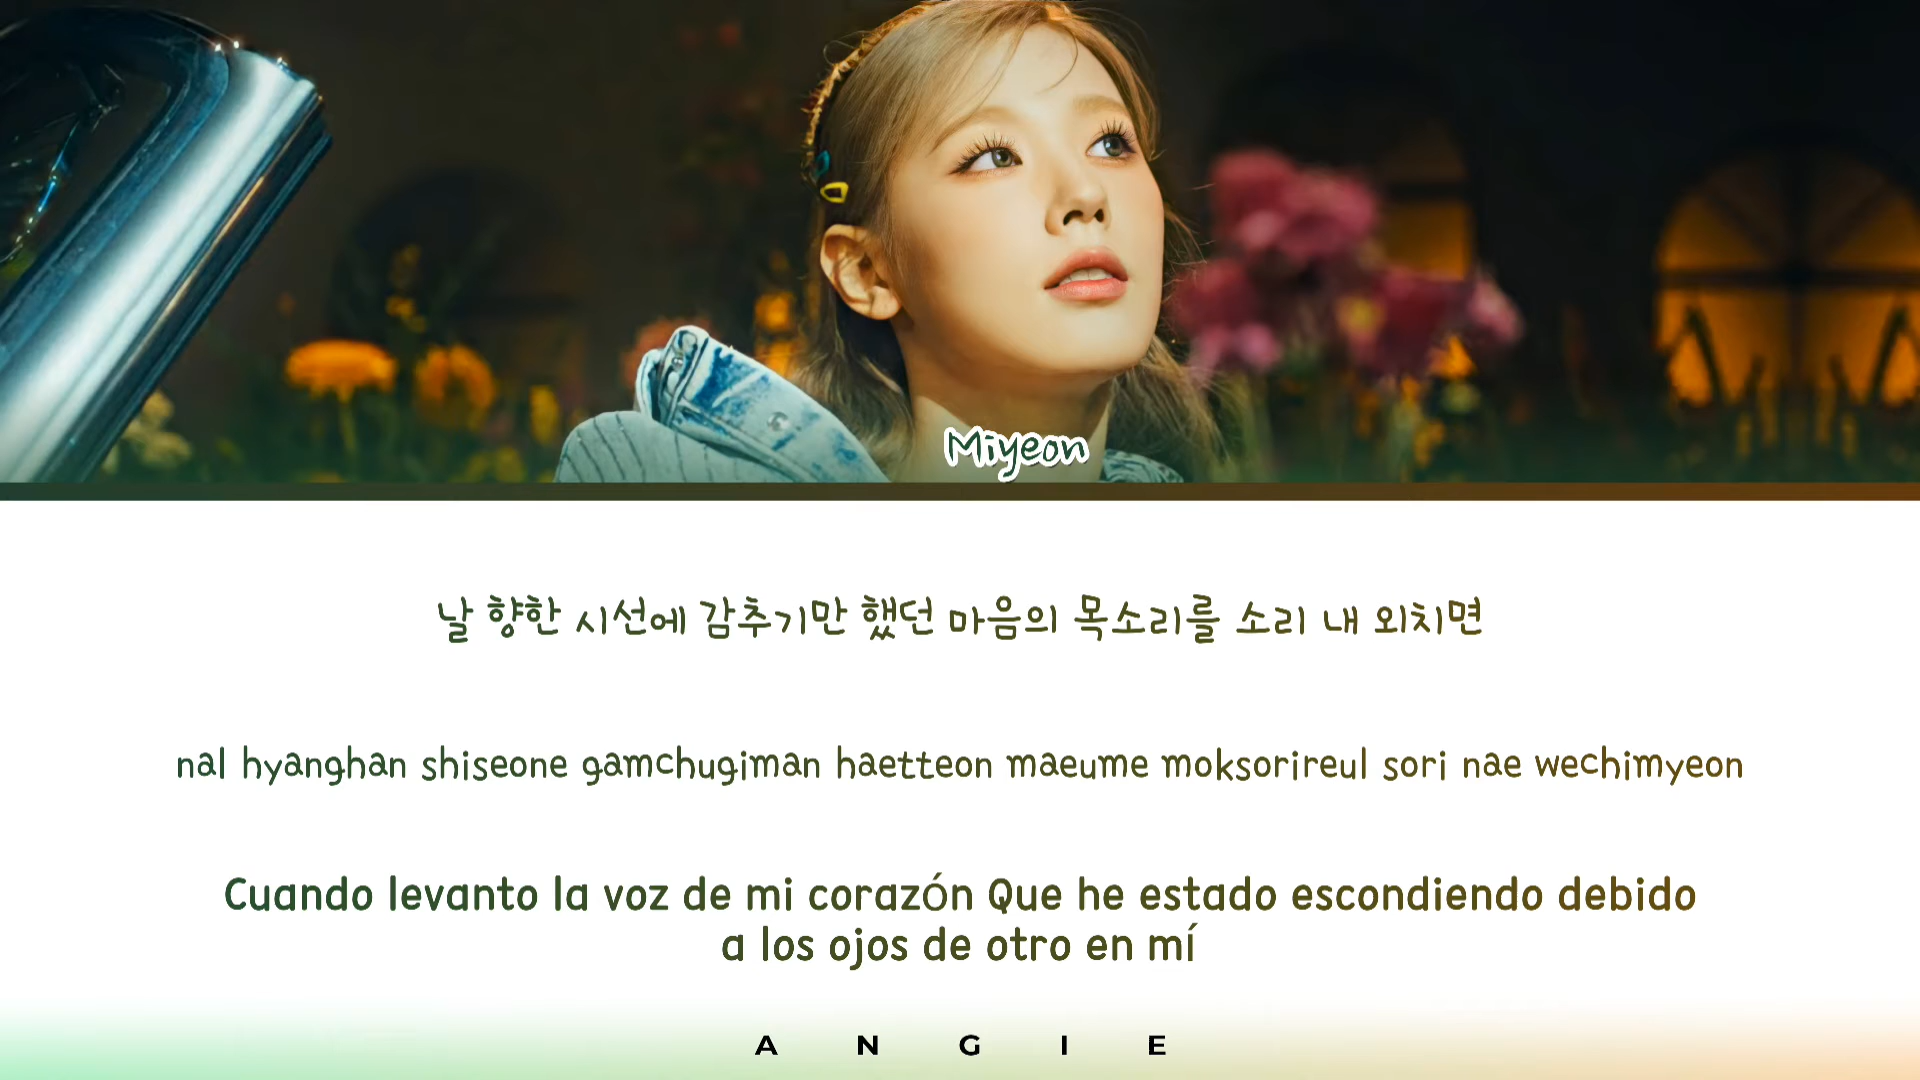 Miyeon
날 향한 시선에 감추기만 했던 마음의 목소리를 소리 내 외치면
nal hyanghan shiseone gamchugiman haetteon maeume moksorireul sori nae wechimyeon
Cuando levanto la voz de mi corazón Que he estado escondiendo debido
a los ojos de otro en mí
A N G I E